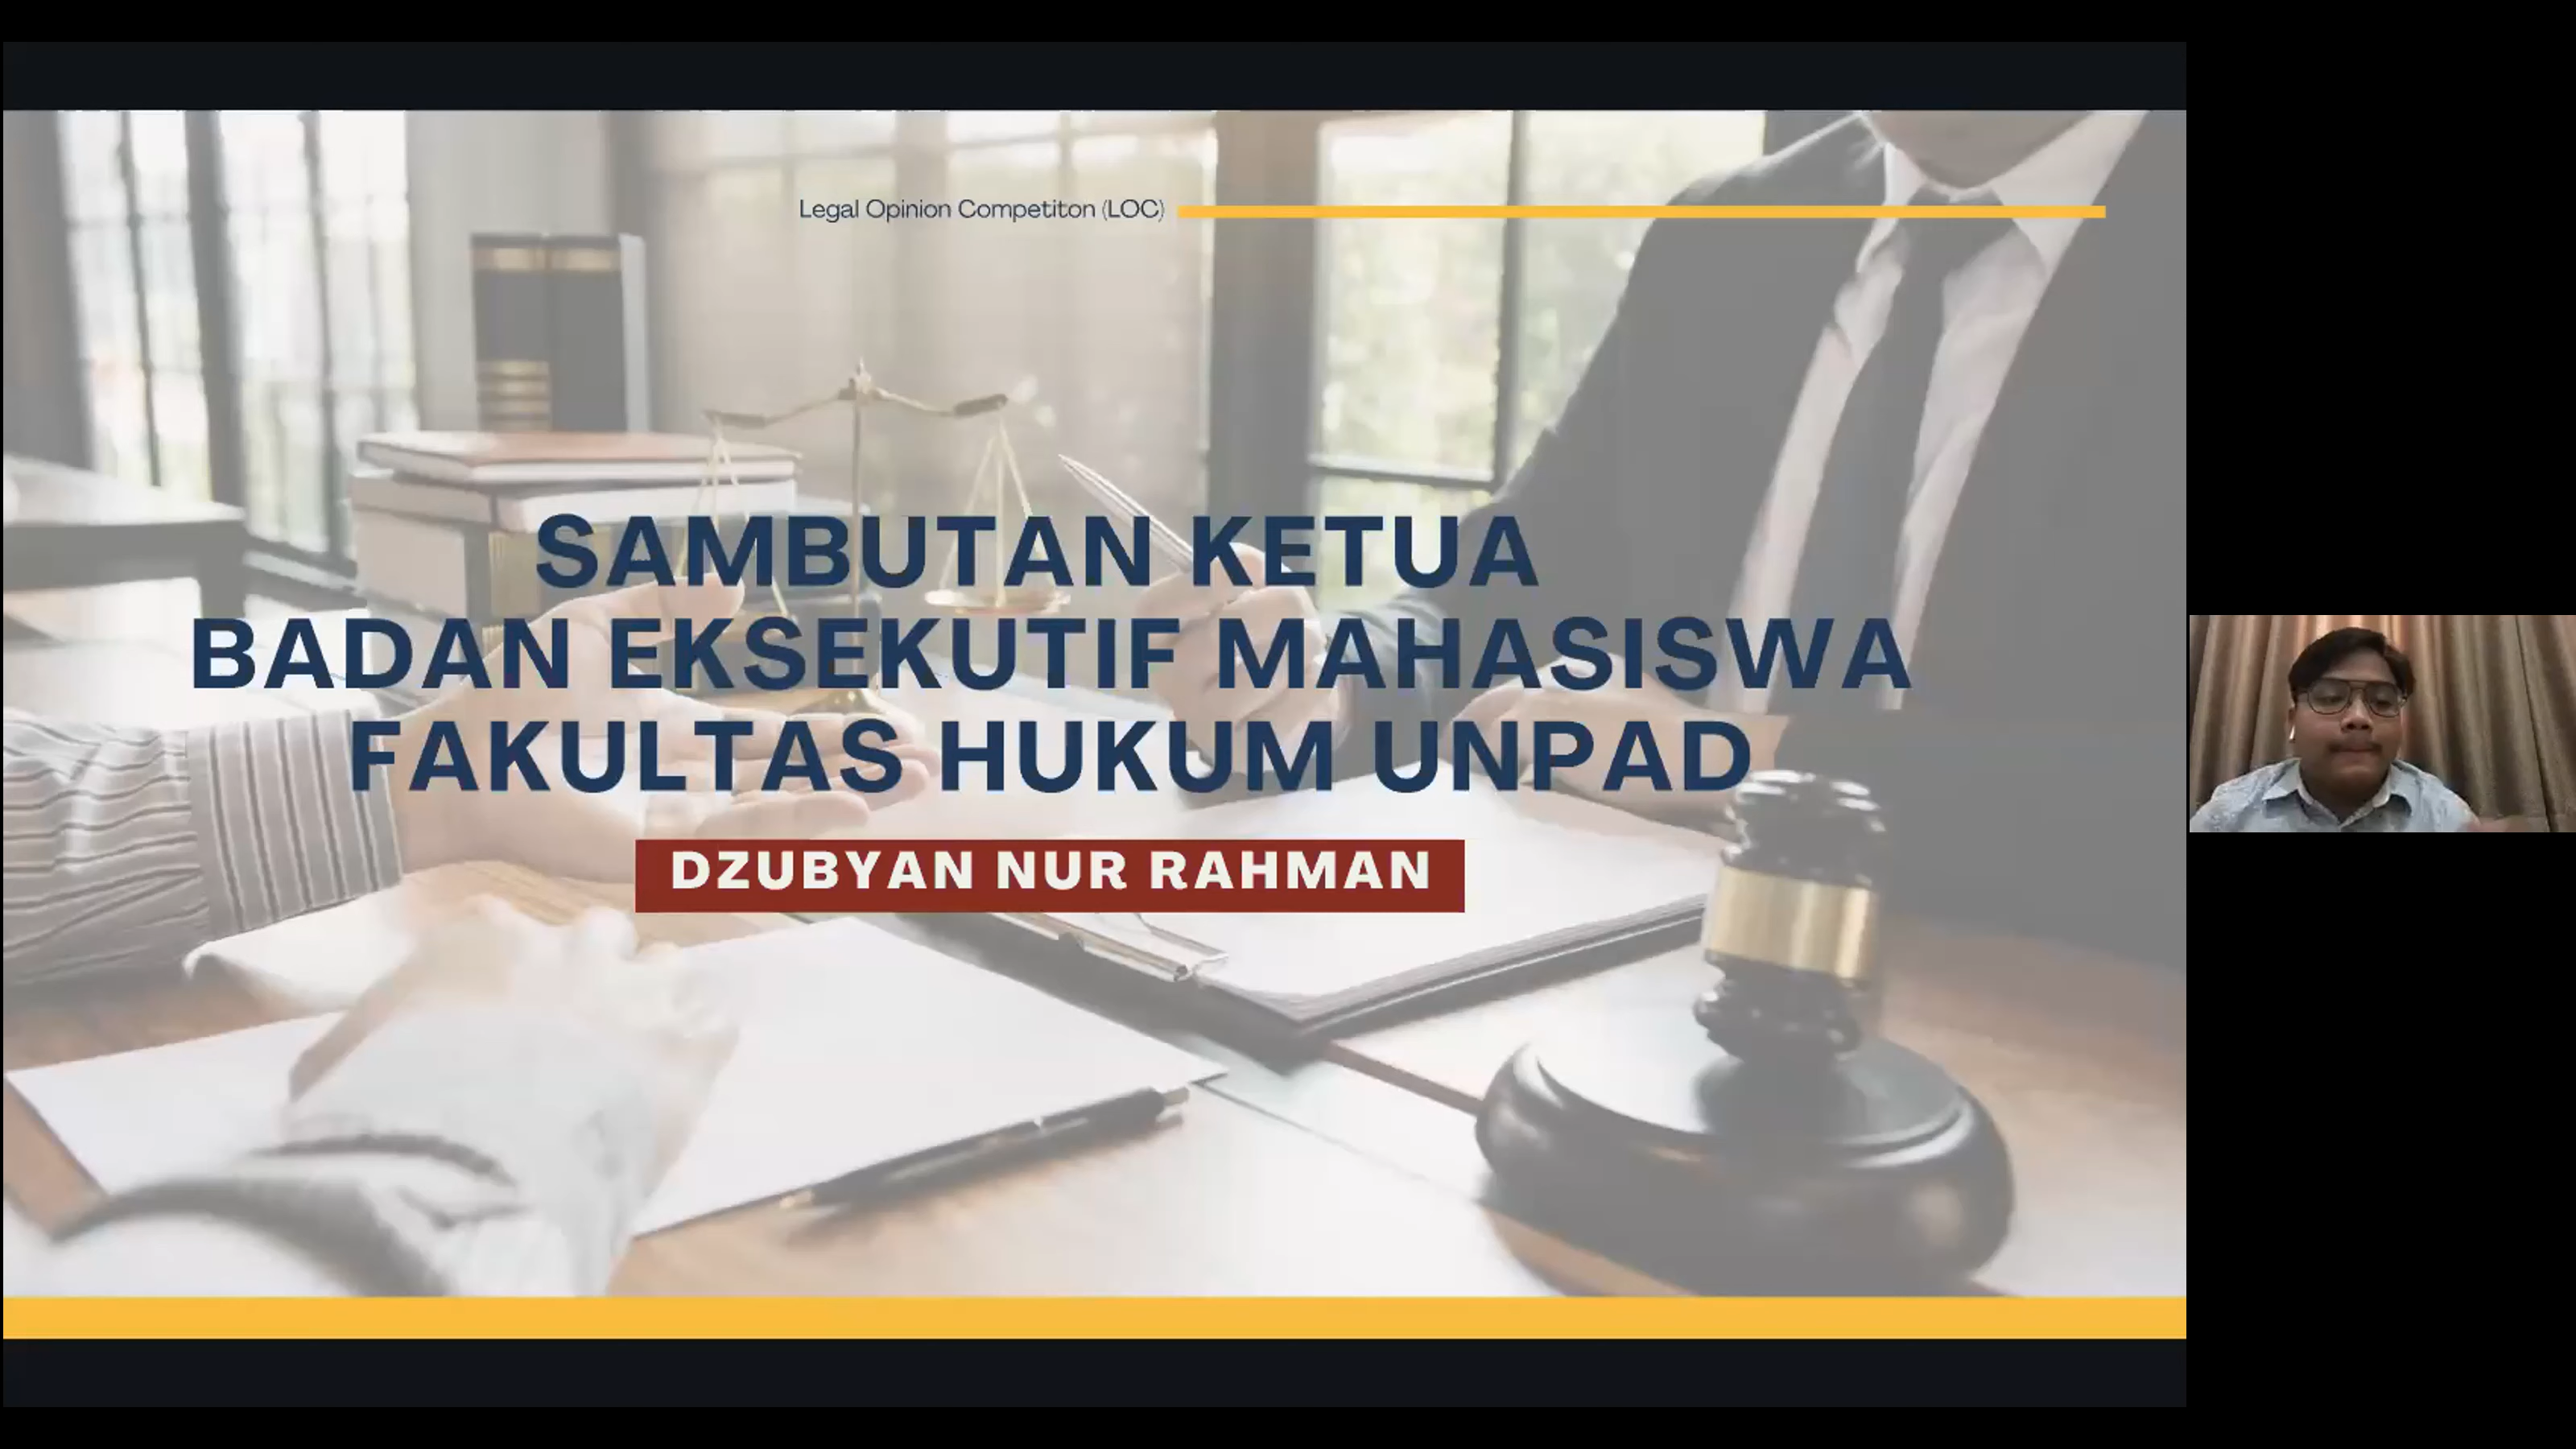 Legal Opinion Competiton (LOC)
SAMBUTAN KETUA
BADAN EKSEKUTIF MAHASISWA
FAKULTAS HUKUM UNPAD
DZUBYAN NUR RAHMAN